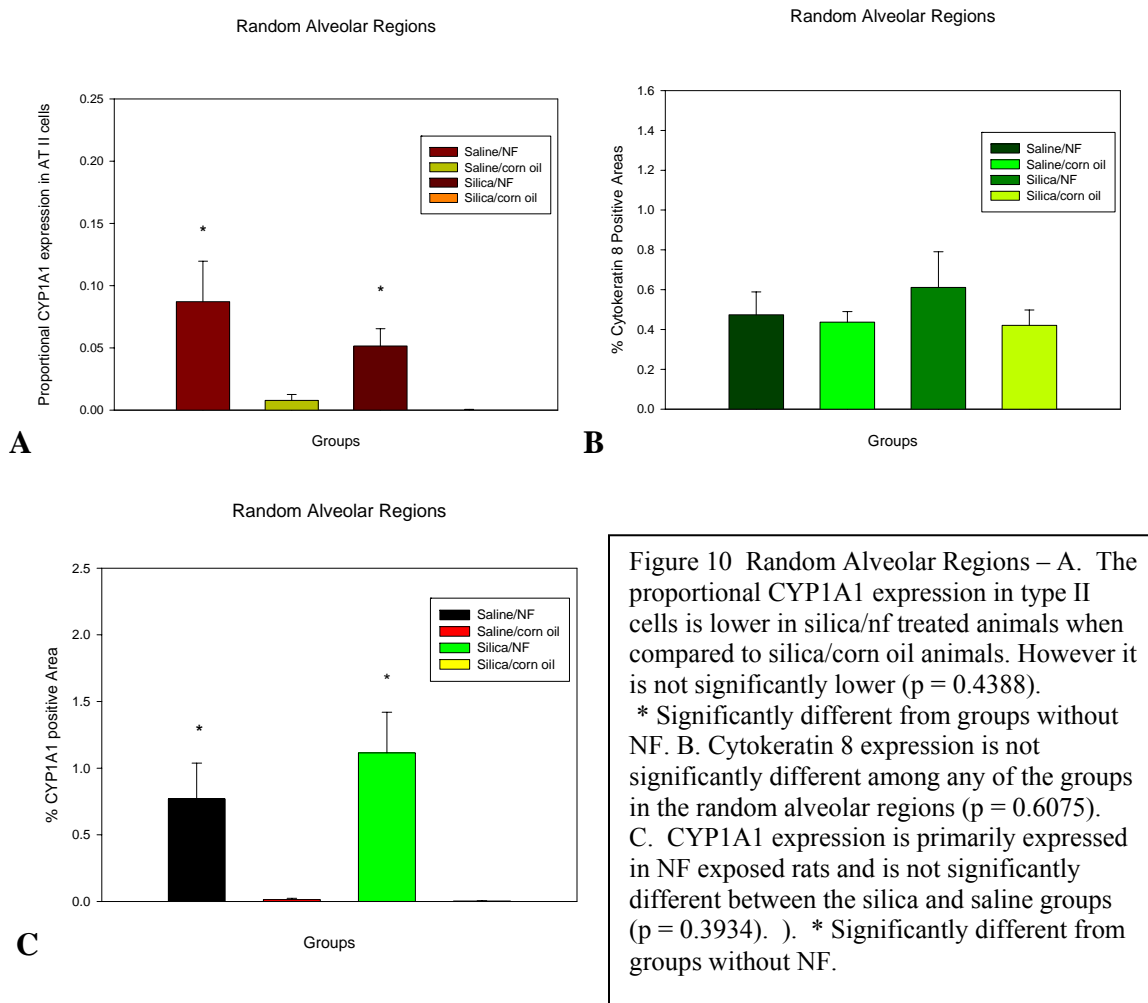 Random Alveolar Regions
Proportional CYP1A1 expression in AT II cells
0.25
0.20
0.15
0.10
0.05
0.00
Saline/NF
Saline/corn oil
Silica/NF
Silica/corn oil
*
*
Groups
A
Random Alveolar Regions
% Cytokeratin 8 Positive Areas
1.6
1.4
1.2
1.0
0.8
0.6
0.4
0.2
0.0
Saline/NF
Saline/corn oil
Silica/NF
Silica/corn oil
Groups
B
Random Alveolar Regions
% CYP1A1 positive Area
2.5
2.0
1.5
1.0
0.5
0.0
Saline/NF
Saline/corn oil
Silica/NF
Silica/corn oil
*
*
Groups
C
Figure 10 Random Alveolar Regions – A. The
proportional CYP1A1 expression in type II
cells is lower in silica/nf treated animals when
compared to silica/corn oil animals. However it
is not significantly lower (p = 0.4388).
* Significantly different from groups without
NF. B. Cytokeratin 8 expression is not
significantly different among any of the groups
in the random alveolar regions (p = 0.6075).
C. CYP1A1 expression is primarily expressed
in NF exposed rats and is not significantly
different between the silica and saline groups
(p = 0.3934). ). * Significantly different from
groups without NF.